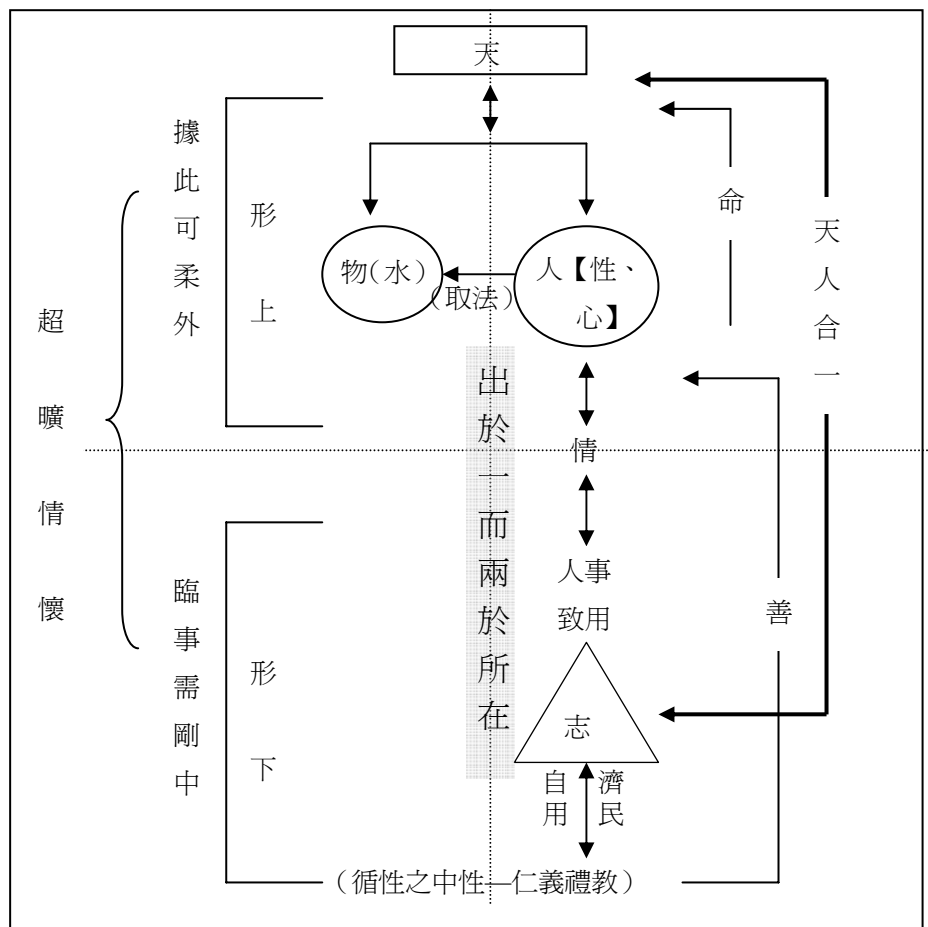 天
據此可柔外
形上
命
天人合一
物(水)
人【性、
心】
(取法)
超曠情懷
出於一而兩於所在
情
人事
致用
善
臨事需剛中
形下
志
自用
濟民
(循性之中性—仁義禮教)